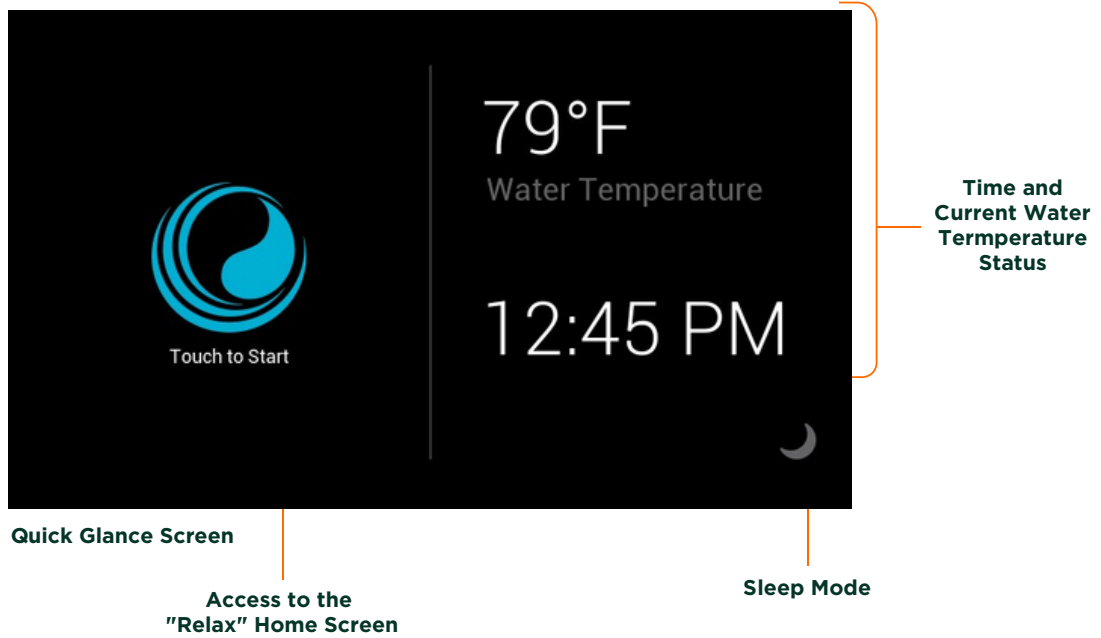 79°F
Water Temperature
12:45 PM
Touch to Start
Time and
Current Water
Termperature
Status
Quick Glance Screen
Access to the
"Relax" Home Screen
Sleep Mode